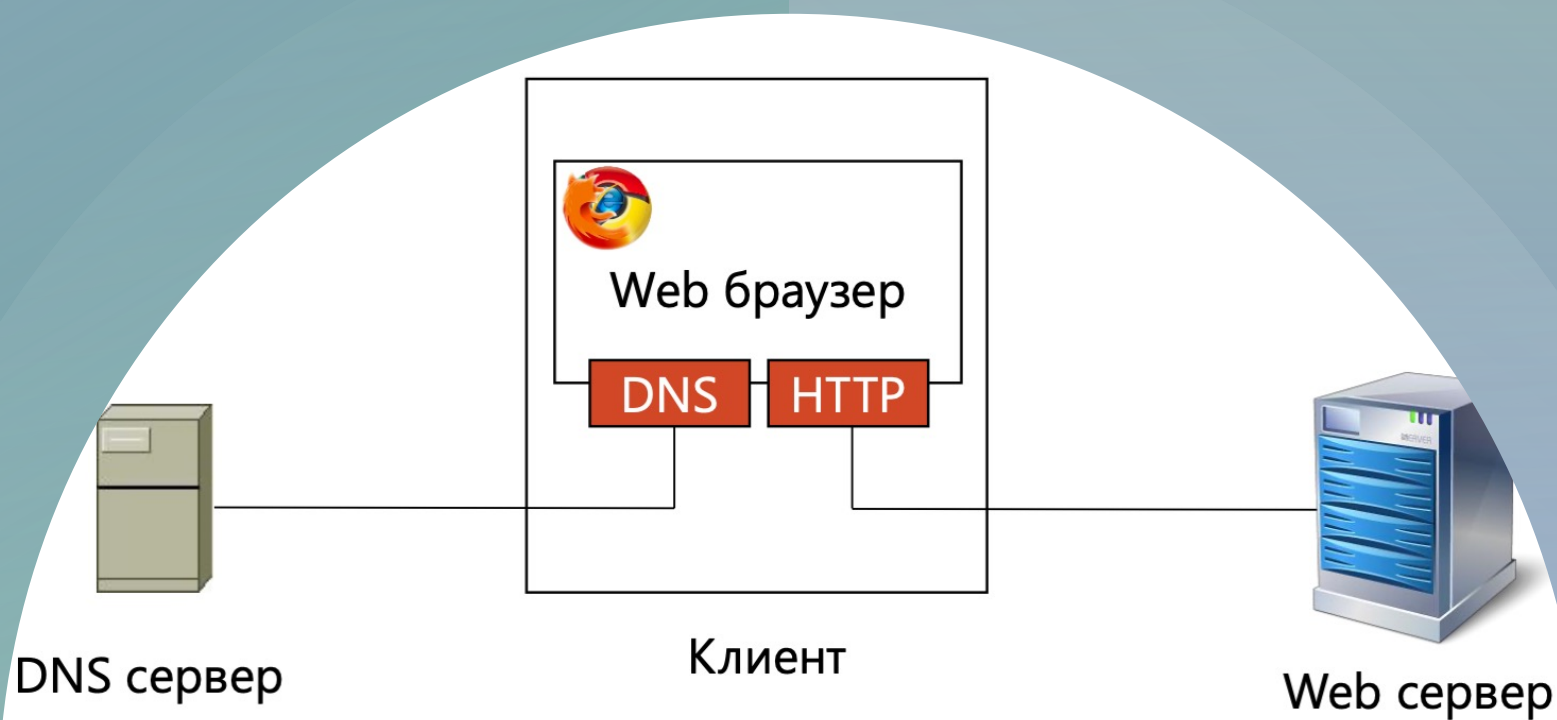 Web браузер
DNS
HTTP
DNS сервер
Клиент
Web сервер